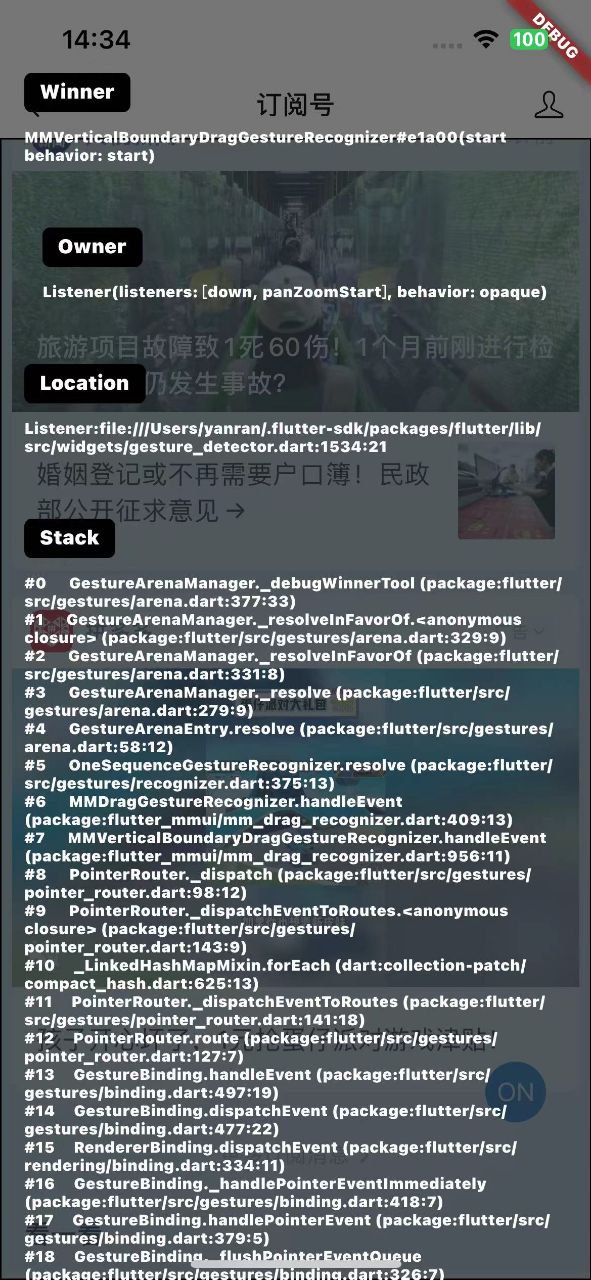 14:34
100
DEBUG
Winner
订阅号
MMVerticalBoundaryDragGestureRecognizer#e1a00(start
behavior: start)
Owner
Listener(listeners: [down, panZoomStart], behavior: opaque)
旅游项目故障致1死60伤！1个月前刚进行检
仍发生事故?
Location
Listener:file:///Users/yanran/.flutter-sdk/packages/flutter/lib/
src/widgets/gesture_detector.dart:1534:21
婚姻登记或不再需要户口簿！民政
部公开征求意见→
Stack
#0 GestureArenaManager._debugWinnerTool (package:flutter/
src/gestures/arena.dart:377:33)
#1 GestureArenaManager._resolveInFavorOf.<anonymous
closure> (package:flutter/src/gestures/arena.dart:329:9)
#2 GestureArenaManager._resolveInFavorOf (package:flutter/
src/gestures/arena.dart:331:8)
#3 GestureArenaManager._resolve (package:flutter/src/
gestures/arena.dart:279:9)
#4 GestureArenaEntry.resolve (package:flutter/src/gestures/
arena.dart:58:12)
#5 OneSequenceGestureRecognizer.resolve (package:flutter/
src/gestures/recognizer.dart:375:13)
#6 MMDragGestureRecognizer.handleEvent
(package:flutter_mmui/mm_drag_recognizer.dart:409:13)
#7 MMVerticalBoundaryDragGestureRecognizer.handleEvent
(package:flutter_mmui/mm_drag_recognizer.dart:956:11)
#8 PointerRouter._dispatch (package:flutter/src/gestures/
pointer_router.dart:98:12)
#9 PointerRouter._dispatchEventToRoutes.<anonymous
closure> (package:flutter/src/gestures/
pointer_router.dart:143:9)
#10 _LinkedHashMapMixin.forEach (dart:collection-patch/
compact_hash.dart:625:13)
#11 PointerRouter._dispatchEventToRoutes (package:flutter/
src/gestures/pointer_router.dart:141:18)
#12 PointerRouter.route (package:flutter/src/gestures/
pointer_router.dart:127:7)
#13 GestureBinding.handleEvent (package:flutter/src/
gestures/binding.dart:497:19)
ON
#14 GestureBinding.dispatchEvent (package:flutter/src/
gestures/binding.dart:477:22)
#15 RendererBinding.dispatchEvent (package:flutter/src/
rendering/binding.dart:334:11)
#16 GestureBinding._handlePointerEventImmediately
(package:flutter/src/gestures/binding.dart:418:7)
#17 GestureBinding.handlePointerEvent (package:flutter/src/
gestures/binding.dart:379:5)
#18 GestureBinding._flushPointerEventQueue
(package:flutter/src/gestures/binding.dart:326:7)